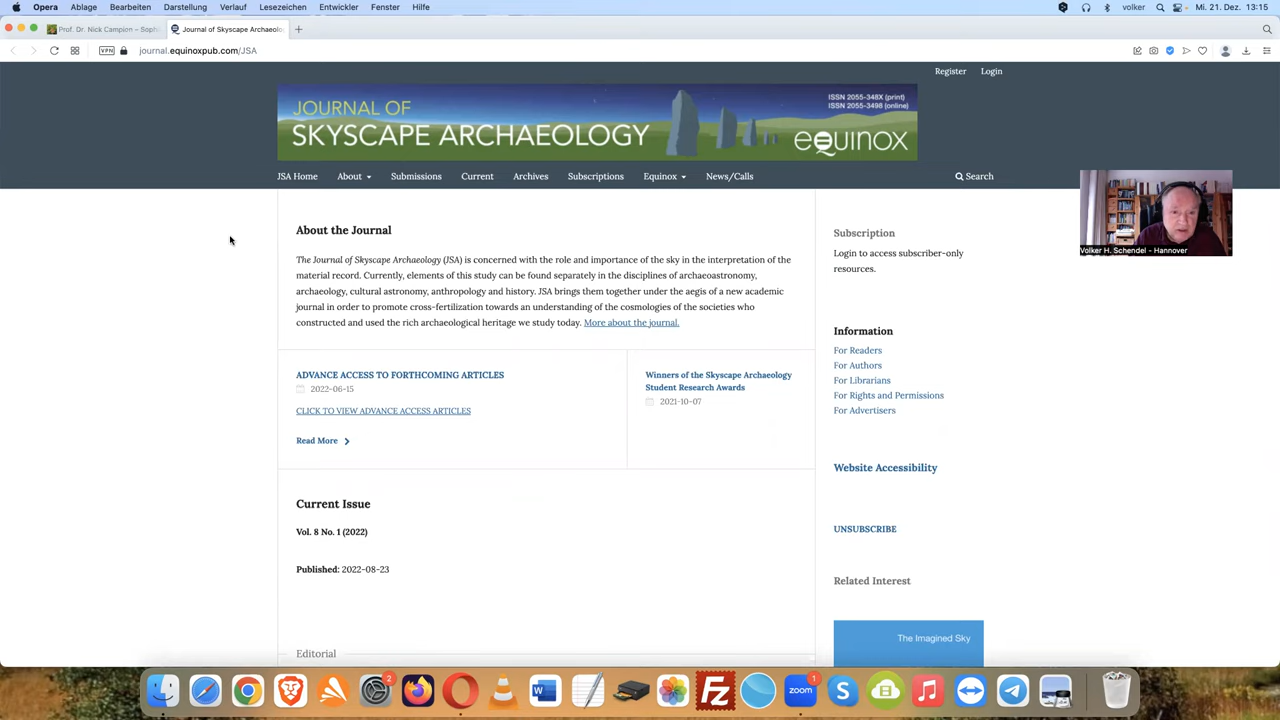 Opera Ablage Bearbeiten Darstellung Verlauf Lesezeichen Entwickler Fenster Hilfe volker Mi. 21. Dez. 13:15
Prof. Dr. Nick Campion – Soph Journal of Skyscape Archaeolo
VPN journal.equinoxpub.com/JSA
Register Login
JOURNAL OF
SKYSCAPE ARCHAEOLOGY
ISSN 2055-348X (print)
ISSN 2055-3498 (online)
equinox
JSA Home About Submissions Current Archives Subscriptions Equinox News/Calls Search
About the Journal
The Journal of Skyscape Archaeology (JSA) is concerned with the role and importance of the sky in the interpretation of the
material record. Currently, elements of this study can be found separately in the disciplines of archaeoastronomy,
archaeology, cultural astronomy, anthropology and history. JSA brings them together under the aegis of a new academic
journal in order to promote cross-fertilization towards an understanding of the cosmologies of the societies who
constructed and used the rich archaeological heritage we study today. More about the journal.
ADVANCE ACCESS TO FORTHCOMING ARTICLES
2022-06-15
CLICK TO VIEW ADVANCE ACCESS ARTICLES
Read More
Winners of the Skyscape Archaeology
Student Research Awards
2021-10-07
Current Issue
Vol. 8 No. 1 (2022)
Published: 2022-08-23
Editorial
Subscription
Login to access subscriber-only
resources.
Information
For Readers
For Authors
For Librarians
For Rights and Permissions
For Advertisers
Website Accessibility
UNSUBSCRIBE
Related Interest
The Imagined Sky
Volker H. Schendel - Hannover
2
W
Fz
zoom
1
S